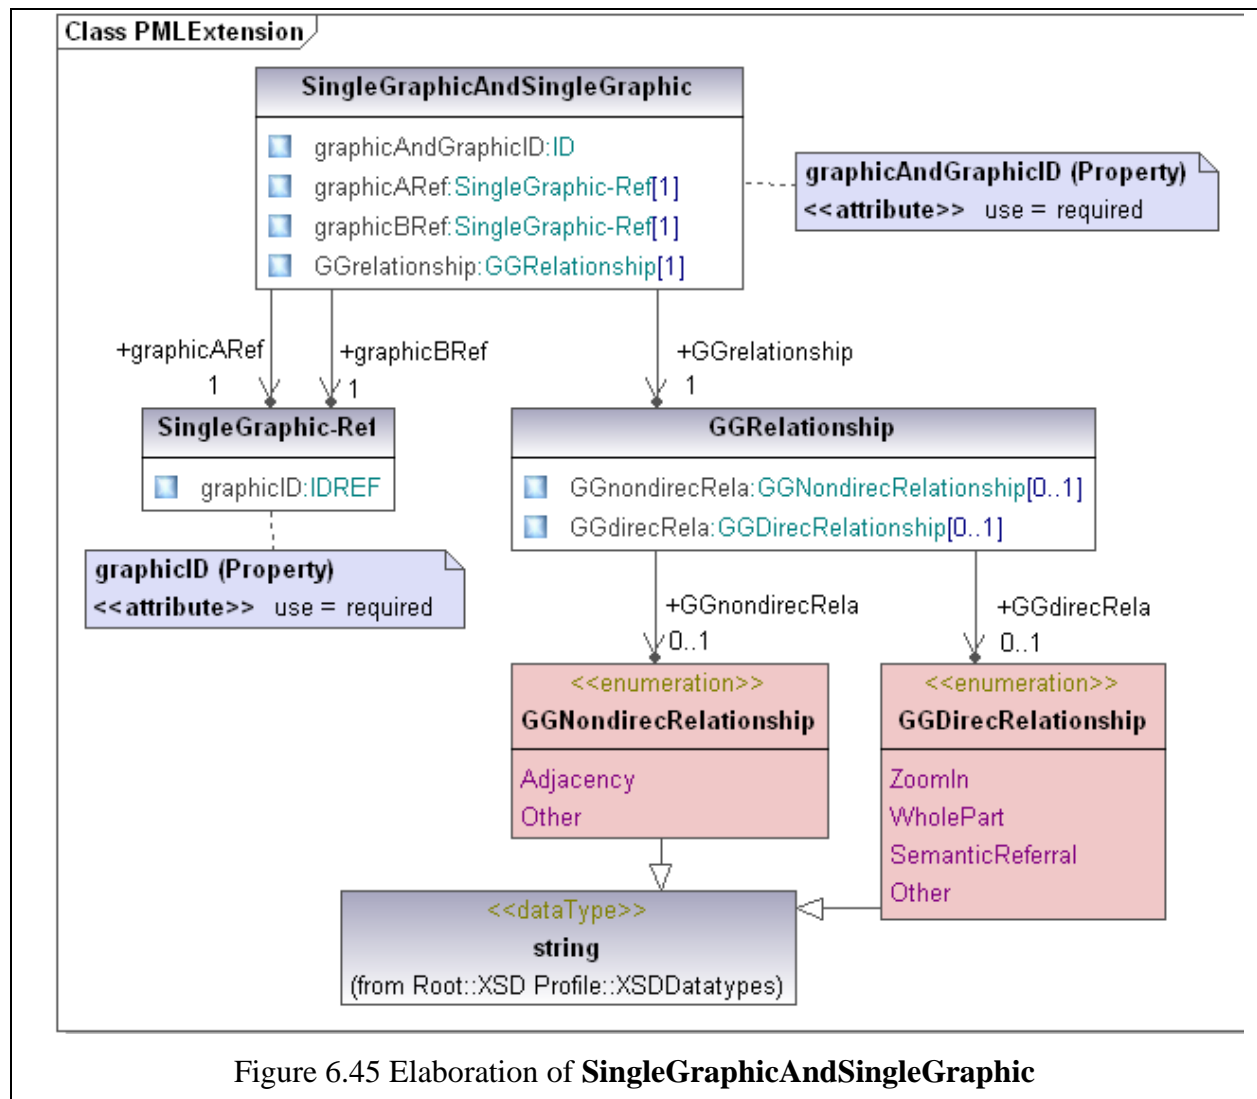 Class PMLExtension
SingleGraphicAndSingleGraphic
graphicAndGraphicID:ID
graphicARef:SingleGraphic-Ref[1]
graphicBRef:SingleGraphic-Ref[1]
GGrelationship:GGRelationship[1]
graphicAndGraphicID (Property)
<<attribute>> use = required
+graphicARef
1
+graphicBRef
1
+GGrelationship
1
SingleGraphic-Ref
graphicID:IDREF
graphicID (Property)
<<attribute>> use = required
GGRelationship
GGnondirecRela:GGNondirecRelationship[0..1]
GGdirecRela:GGDirecRelationship[0..1]
+GGnondirecRela
0..1
+GGdirecRela
0..1
<<enumeration>>
GGNondirecRelationship
Adjacency
Other
<<enumeration>>
GGDirecRelationship
ZoomIn
WholePart
SemanticReferral
Other
<<dataType>>
string
(from Root::XSD Profile::XSDDatatypes)
Figure 6.45 Elaboration of SingleGraphicAndSingleGraphic